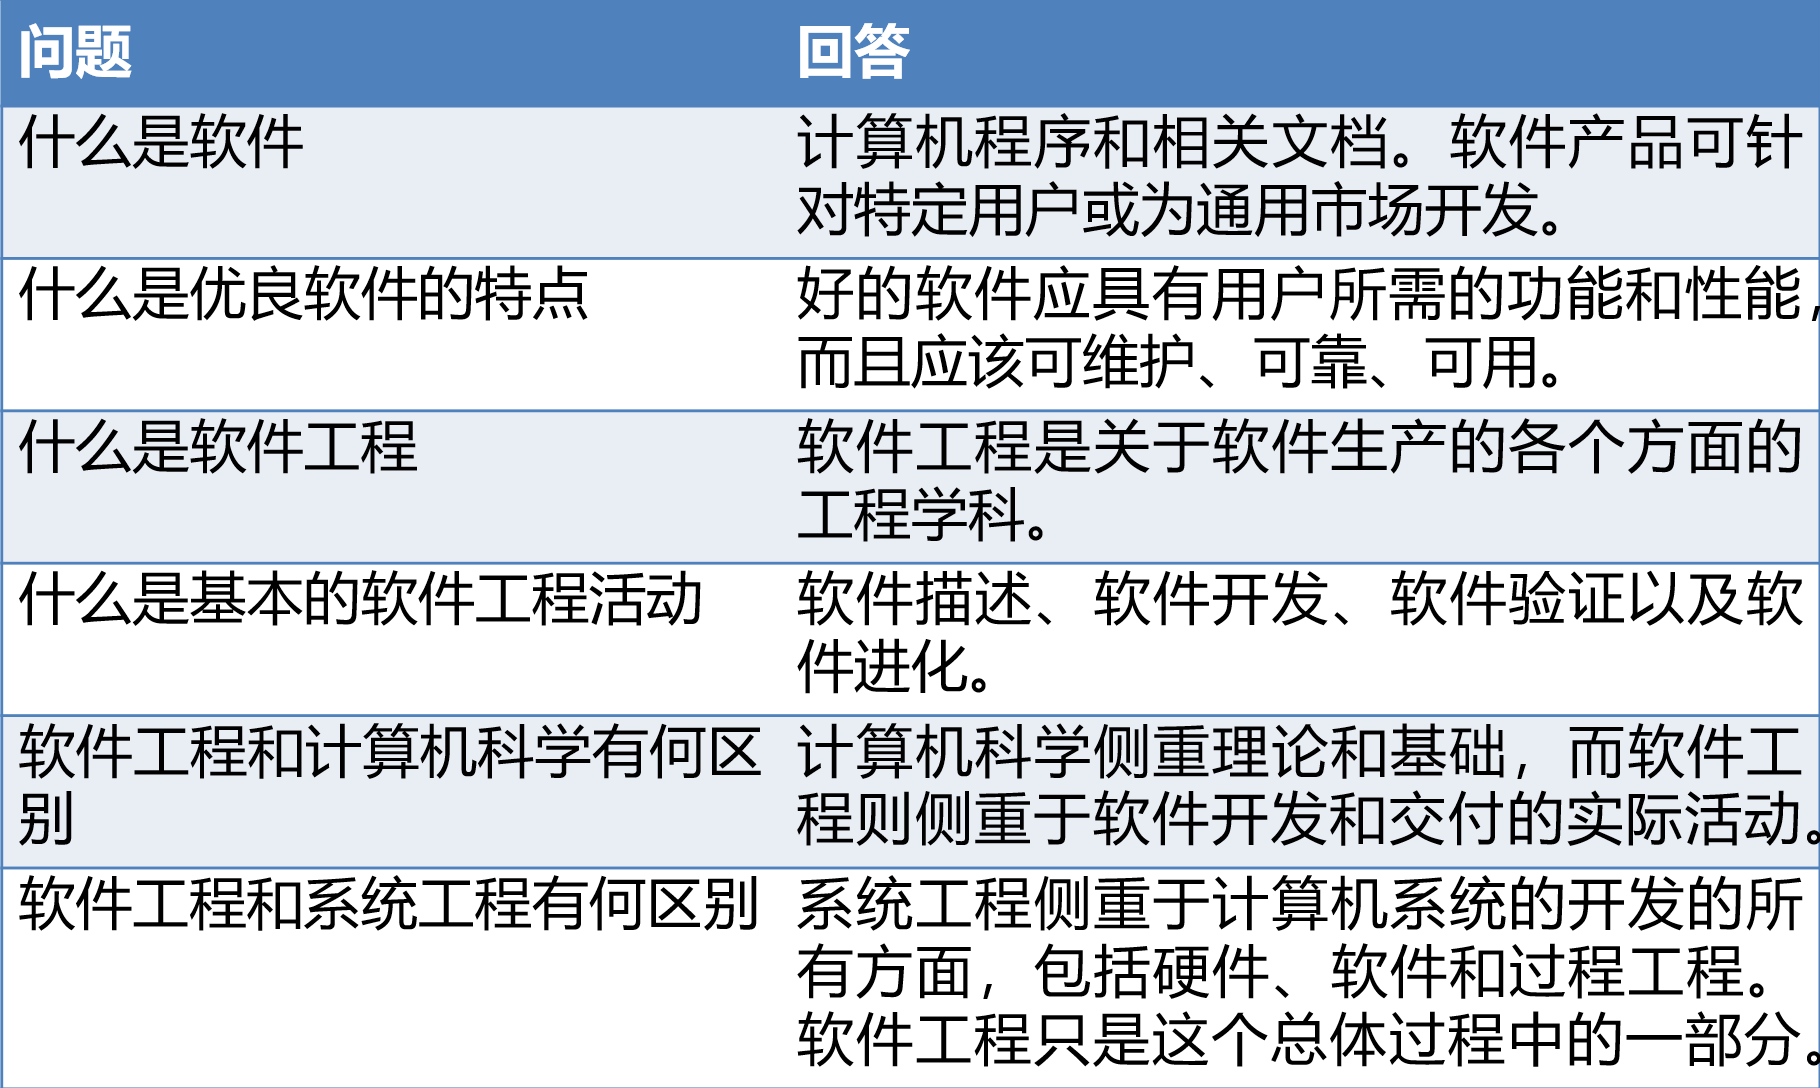 问题
回答
什么是软件
计算机程序和相关文档。软件产品可针
对特定用户或为通用市场开发。
什么是优良软件的特点
好的软件应具有用户所需的功能和性能，
而且应该可维护、可靠、可用。
什么是软件工程
软件工程是关于软件生产的各个方面的
工程学科。
什么是基本的软件工程活动
软件描述、软件开发、软件验证以及软
件进化。
软件工程和计算机科学有何区
别
计算机科学侧重理论和基础，而软件工
程则侧重于软件开发和交付的实际活动。
软件工程和系统工程有何区别
系统工程侧重于计算机系统的开发的所
有方面，包括硬件、软件和过程工程。
软件工程只是这个总体过程中的一部分。